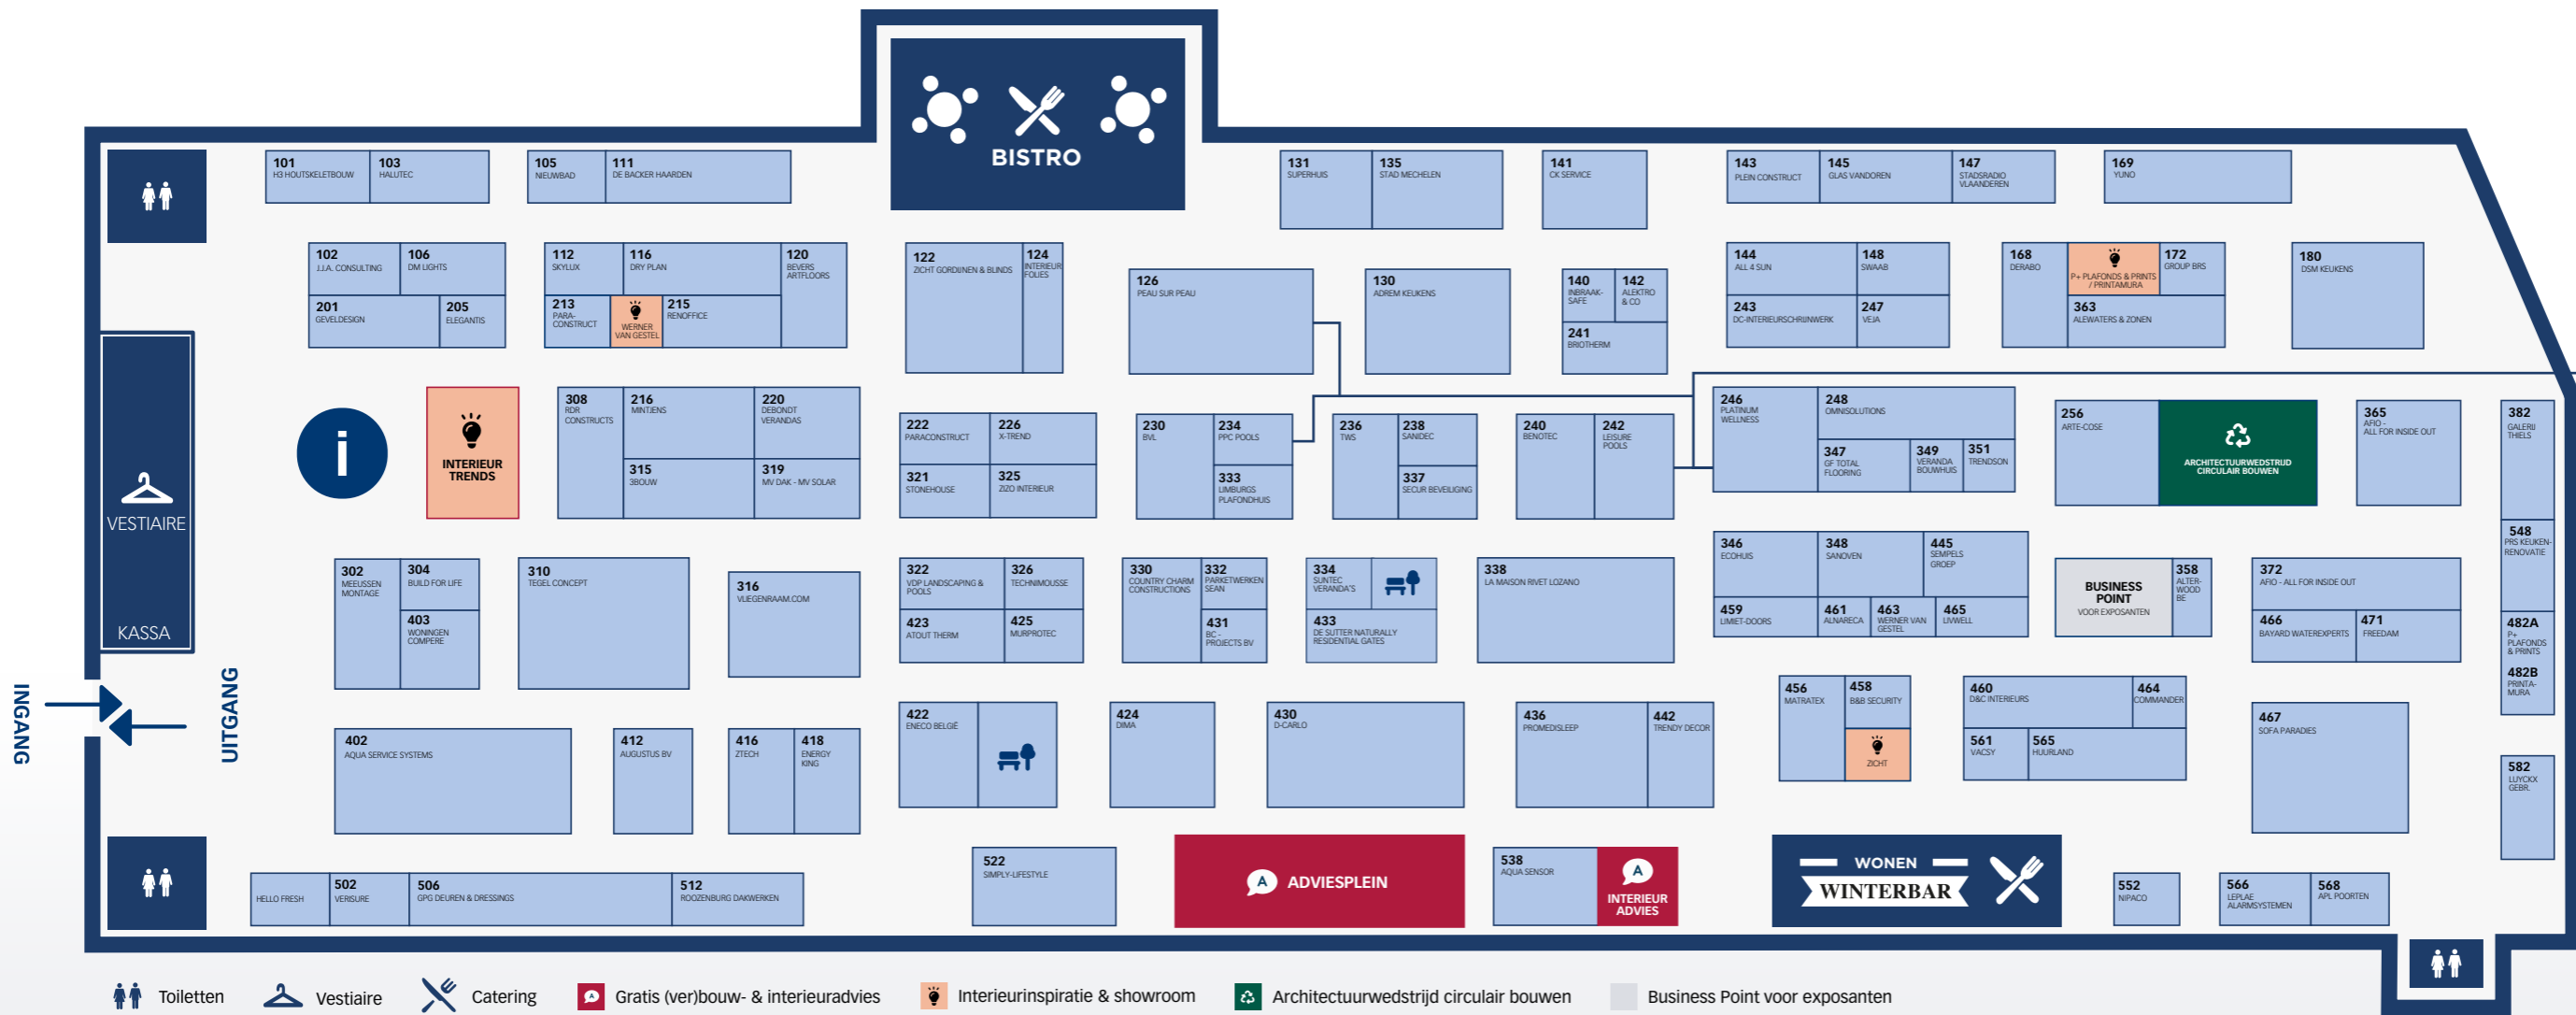 BISTRO
101
H3 HOUTSKELETBOUW
103
HALUTEC
105
NIEUWBAD
111
DE BACKER HAARDEN
131
SUPERHUIS
135
STAD MECHELEN
141
CK SERVICE
143
PLEIN CONSTRUCT
145
GLAS VANDOREN
147
STADSRADIO
VLAANDEREN
169
YUNO
102
J.J.A. CONSULTING
106
DM LIGHTS
201
GEVELDESIGN
205
ELEGANTIS
112
SKYLUX
116
DRY PLAN
120
BEVERS
ARTFLOORS
213
PARA-
CONSTRUCT
WERNER
VAN GESTEL
215
RENOFFICE
122
ZICHT GORDIJNEN & BLINDS
124
INTERIEUR
FOLIES
126
PEAU SUR PEAU
130
ADREM KEUKENS
140
INBRAAK-
SAFE
142
ALEKTRO
& CO
241
BRIOTHERM
144
ALL 4 SUN
148
SWAAB
243
DC-INTERIEURSCHRIJNWERK
247
VEJA
168
DERABO
P+ PLAFONDS & PRINTS
/ PRINTAMURA
172
GROUP BRS
363
ALEWATERS & ZONEN
180
DSM KEUKENS
VESTIAIRE
KASSA
i
INTERIEUR
TRENDS
308
RDR
CONSTRUCTS
216
MINTJENS
220
DEBONDT
VERANDAS
315
3BOUW
319
MV DAK - MV SOLAR
222
PARACONSTRUCT
226
X-TREND
321
STONEHOUSE
325
ZIZO INTERIEUR
230
BVL
234
PPC POOLS
333
LIMBURGS
PLAFONDHUIS
236
TWS
238
SANIDEC
337
SECUR BEVEILIGING
240
BENOTEC
242
LEISURE
POOLS
246
PLATINUM
WELLNESS
248
OMNISOLUTIONS
347
GF TOTAL
FLOORING
349
VERANDA
BOUWHUIS
351
TRENDSON
256
ARTE-COSE
ARCHITECTUURWEDSTRIJD
CIRCULAIR BOUWEN
365
AFIO -
ALL FOR INSIDE OUT
382
GALERIJ
THIELS
548
PRS KEUKEN-
RENOVATIE
482A
P+
PLAFONDS
& PRINTS
482B
PRINTA-
MURA
582
LUYCKX
GEBR.
302
MEEUSSEN
MONTAGE
304
BUILD FOR LIFE
403
WONINGEN
COMPERE
310
TEGEL CONCEPT
316
VLIEGENRAAM.COM
322
VDP LANDSCAPING &
POOLS
326
TECHNIMOUSSE
423
ATOUT THERM
425
MURPROTEC
330
COUNTRY CHARM
CONSTRUCTIONS
332
PARKETWERKEN
SEAN
431
BC -
PROJECTS BV
334
SUNTEC
VERANDA'S
433
DE SUTTER NATURALLY
RESIDENTIAL GATES
338
LA MAISON RIVET LOZANO
346
ECOHUIS
348
SANOVEN
445
SEMPELS
GROEP
459
LIMIET-DOORS
461
ALNARECA
463
WERNER VAN
GESTEL
465
LIVWELL
BUSINESS
POINT
VOOR EXPOSANTEN
358
ALTER-
WOOD
BE
372
AFIO - ALL FOR INSIDE OUT
466
BAYARD WATEREXPERTS
471
FREEDAM
INGANG
UITGANG
402
AQUA SERVICE SYSTEMS
412
AUGUSTUS BV
416
ZTECH
418
ENERGY
KING
422
ENECO BELGIË
424
DIMA
430
D-CARLO
436
PROMEDISLEEP
442
TRENDY DECOR
456
MATRATEX
458
B&B SECURITY
ZICHT
460
D&C INTERIEURS
464
COMMANDER
561
VACSY
565
HUURLAND
467
SOFA PARADIES
HELLO FRESH
502
VERISURE
506
GPG DEUREN & DRESSINGS
512
ROOZENBURG DAKWERKEN
522
SIMPLY-LIFESTYLE
A ADVIESPLEIN
538
AQUA SENSOR
A
INTERIEUR
ADVIES
WONEN
WINTERBAR
552
NIPACO
566
LEPLAE
ALARMSYSTEMEN
568
APL POORTEN
Toiletten
Vestiaire
Catering
A Gratis (ver)bouw- & interieuradvies
Interieurinspiratie & showroom
Architectuurwedstrijd circulair bouwen
Business Point voor exposanten